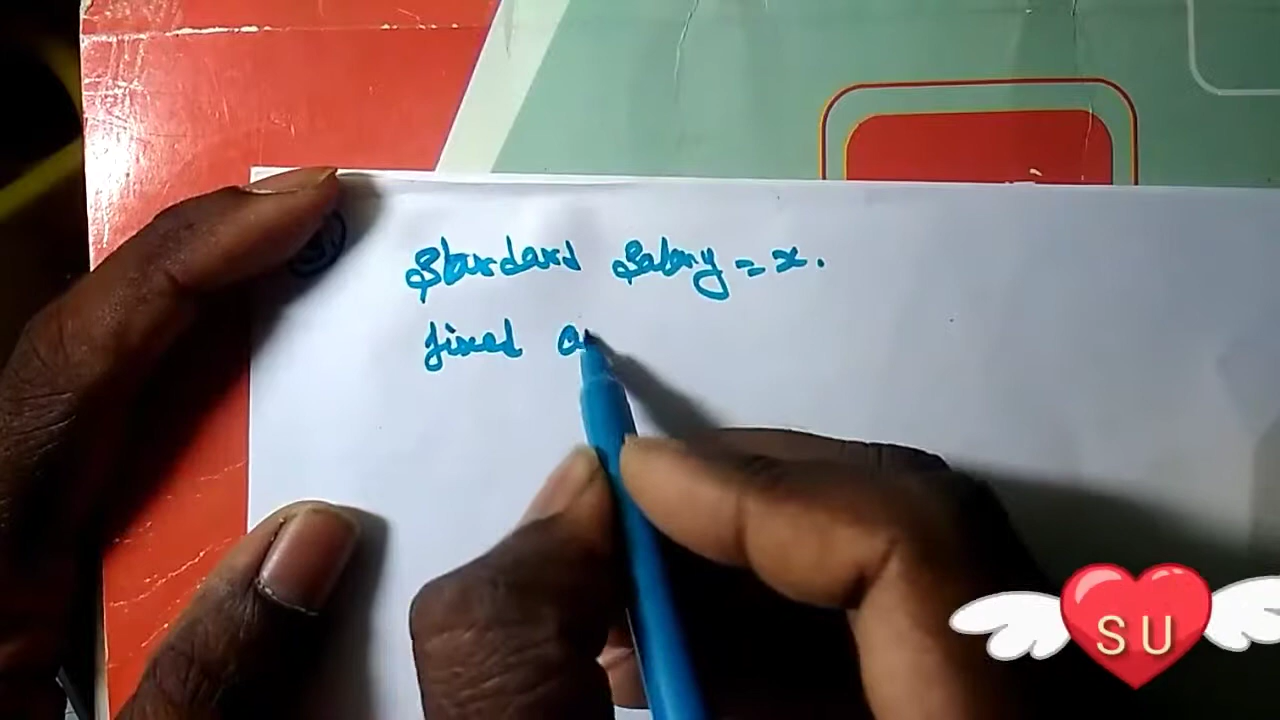 Standard Salary = x.
fixed a
SU